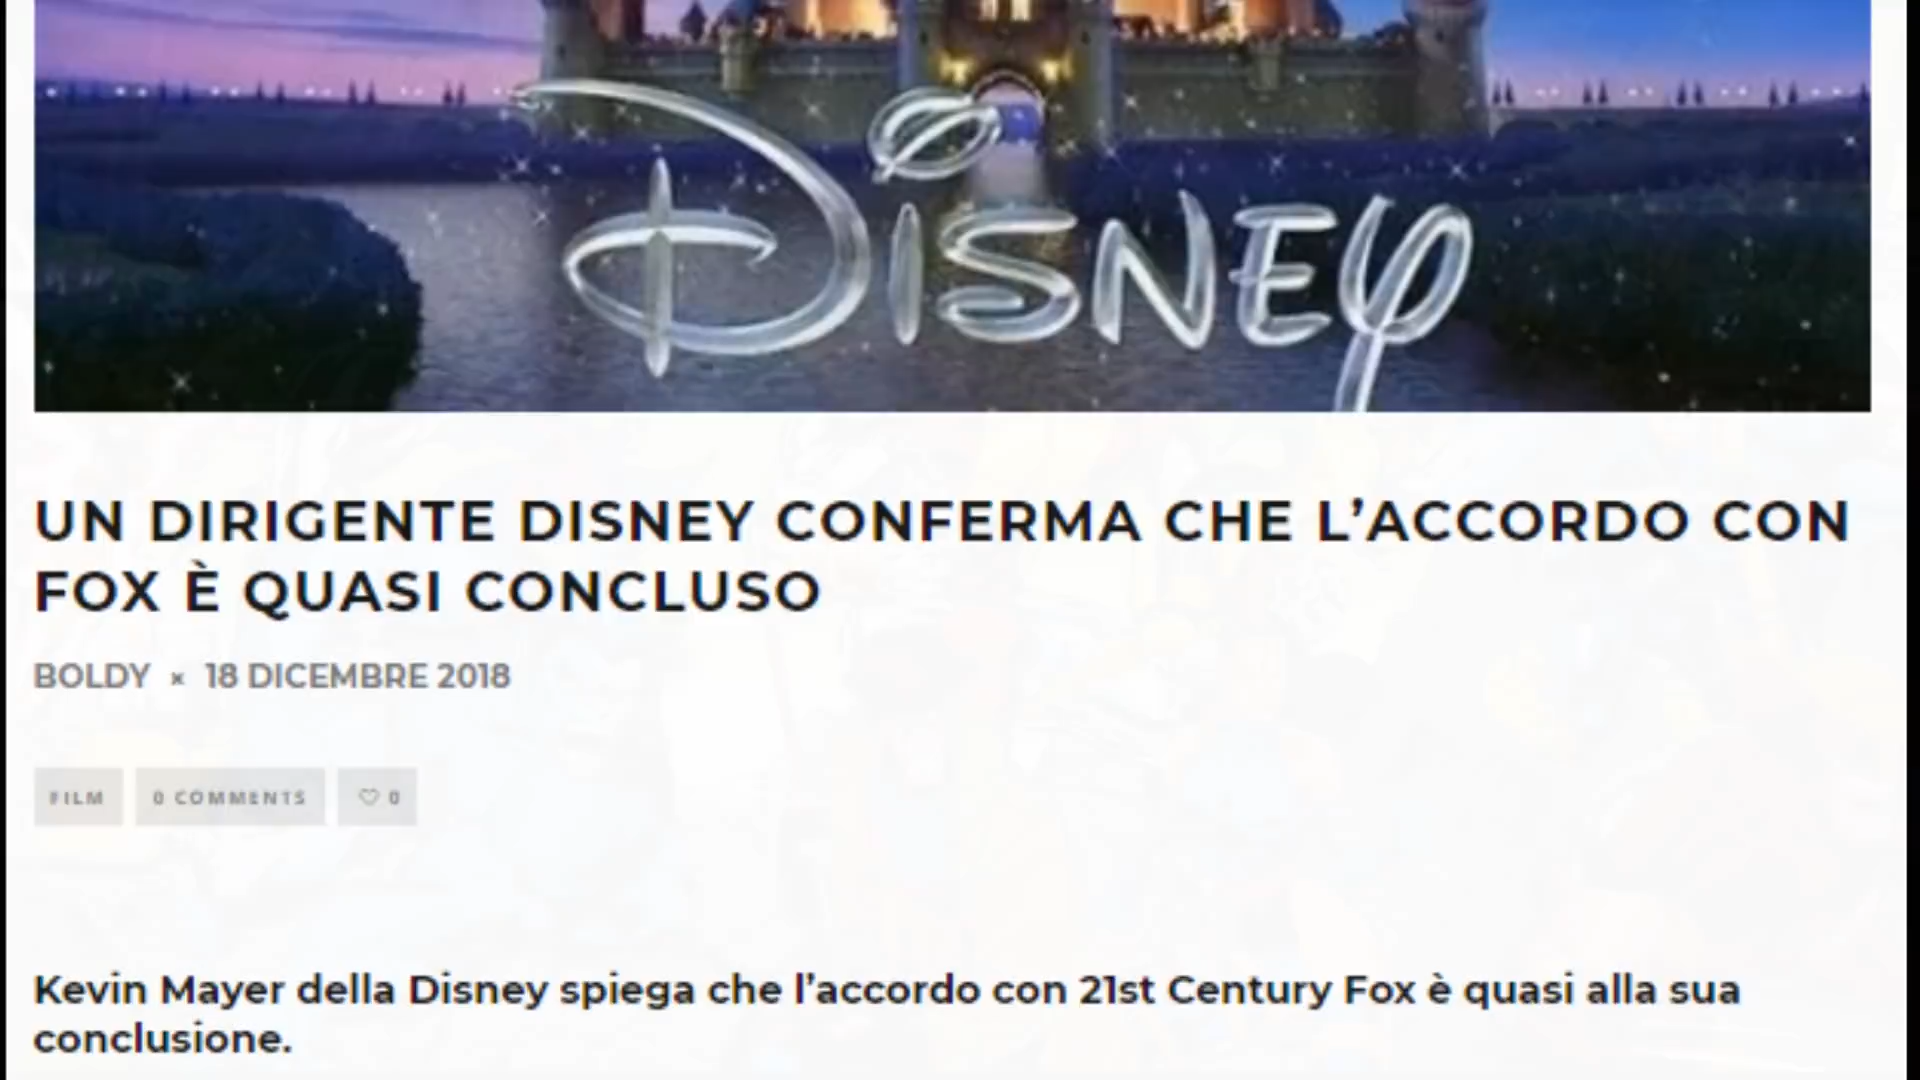 Disney
UN DIRIGENTE DISNEY CONFERMA CHE L’ACCORDO CON
FOX È QUASI CONCLUSO
BOLDY × 18 DICEMBRE 2018
FILM 0 COMMENTS ♡ 0
Kevin Mayer della Disney spiega che l’accordo con 21st Century Fox è quasi alla sua
conclusione.